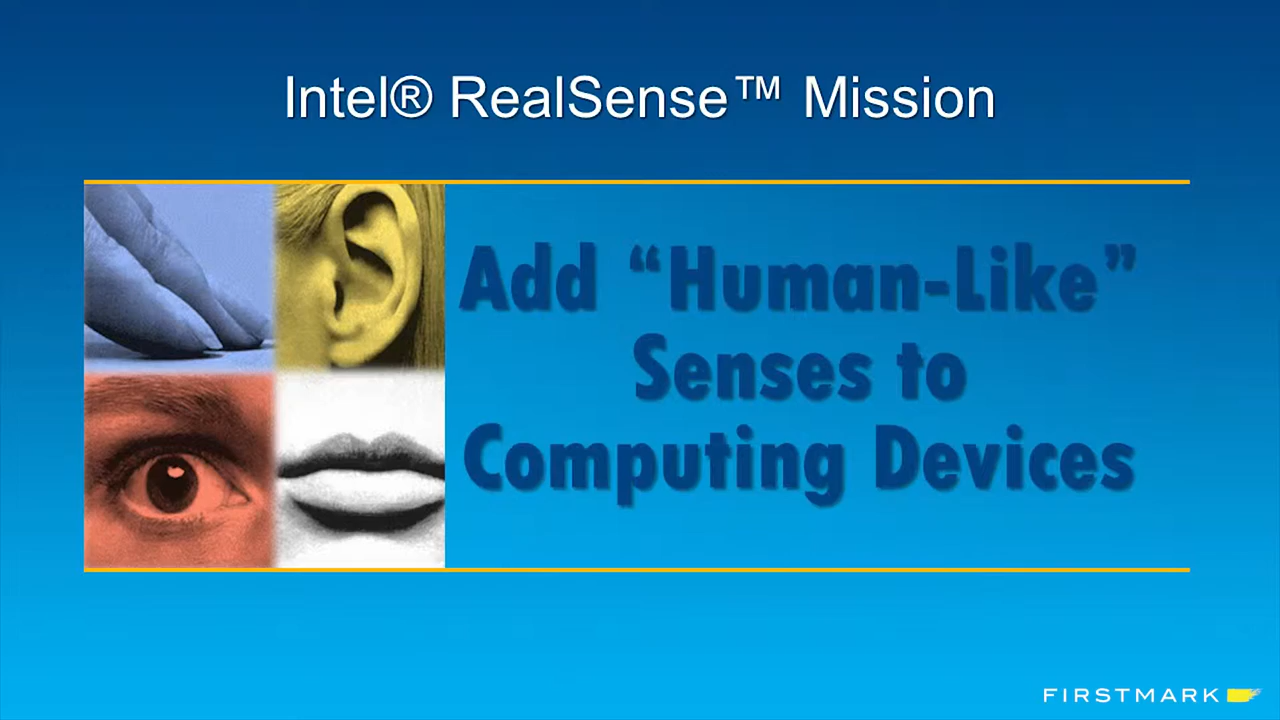 Intel® RealSense™ Mission
Add “Human-Like”
Senses to
Computing Devices
FIRSTMARK